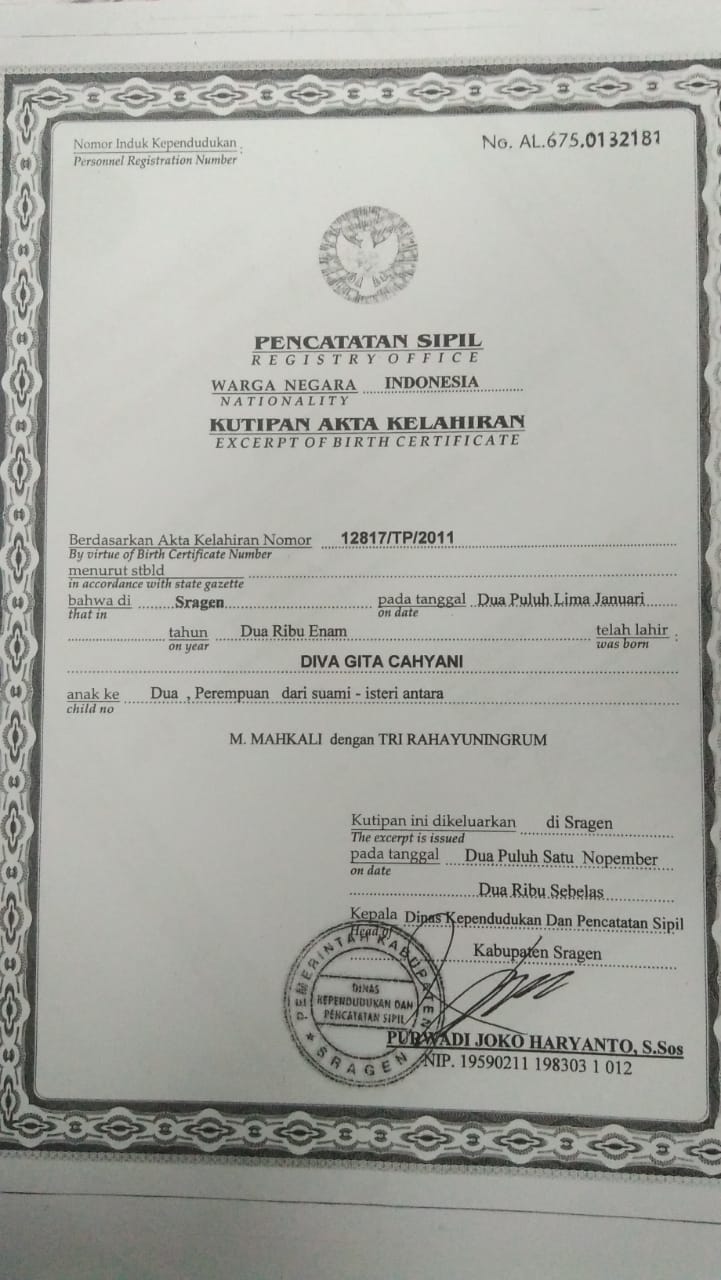 Nomor Induk Kependudukan :
Personnel Registration Number
No. AL.675.0132181
PENCATATAN SIPIL
REGISTRY OFFICE
WARGA NEGARA INDONESIA
NATIONALITY
KUTIPAN AKTA KELAHIRAN
EXCERPT OF BIRTH CERTIFICATE
Berdasarkan Akta Kelahiran Nomor 12817/TP/2011
By virtue of Birth Certificate Number
menurut stbld
in accordance with state gazette
bahwa di Sragen pada tanggal Dua Puluh Lima Januari
that in on date
tahun Dua Ribu Enam telah lahir :
on year was born
DIVA GITA CAHYANI
anak ke Dua , Perempuan dari suami - isteri antara
child no
M. MAHKALI dengan TRI RAHAYUNINGRUM
Kutipan ini dikeluarkan di Sragen
The excerpt is issued
pada tanggal Dua Puluh Satu Nopember
on date
Dua Ribu Sebelas
Kepala Dinas Kependudukan Dan Pencatatan Sipil
Head of
Kabupaten Sragen
PEMERINTAH KABUPATEN
DINAS
KEPENDUDUKAN DAN
PENCATATAN SIPIL
* SRAGEN
PURWADI JOKO HARYANTO, S.Sos
NIP. 19590211 198303 1 012